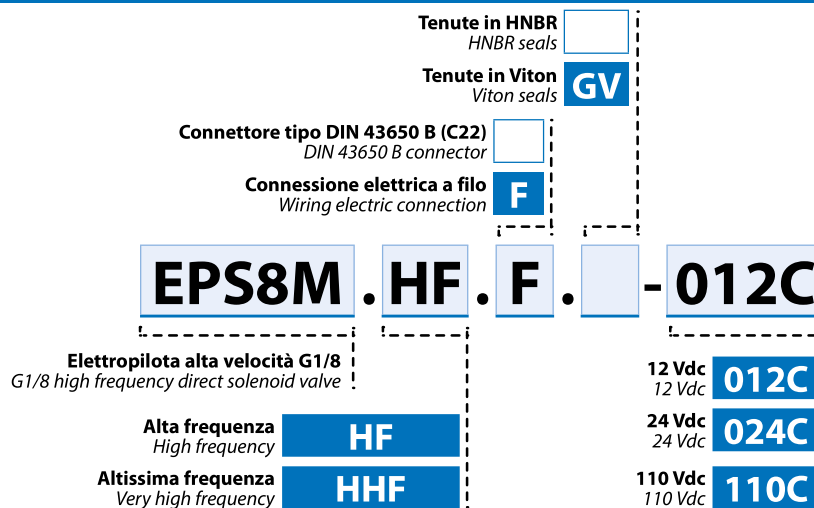 Tenute in HNBR
HNBR seals
Tenute in Viton
Viton seals
GV
Connettore tipo DIN 43650 B (C22)
DIN 43650 B connector
Connessione elettrica a filo
Wiring electric connection
F
EPS8M . HF . F . - 012C
Elettropilota alta velocità G1/8
G1/8 high frequency direct solenoid valve
Alta frequenza
High frequency
HF
Altissima frequenza
Very high frequency
HHF
12 Vdc
12 Vdc
012C
24 Vdc
24 Vdc
024C
110 Vdc
110 Vdc
110C